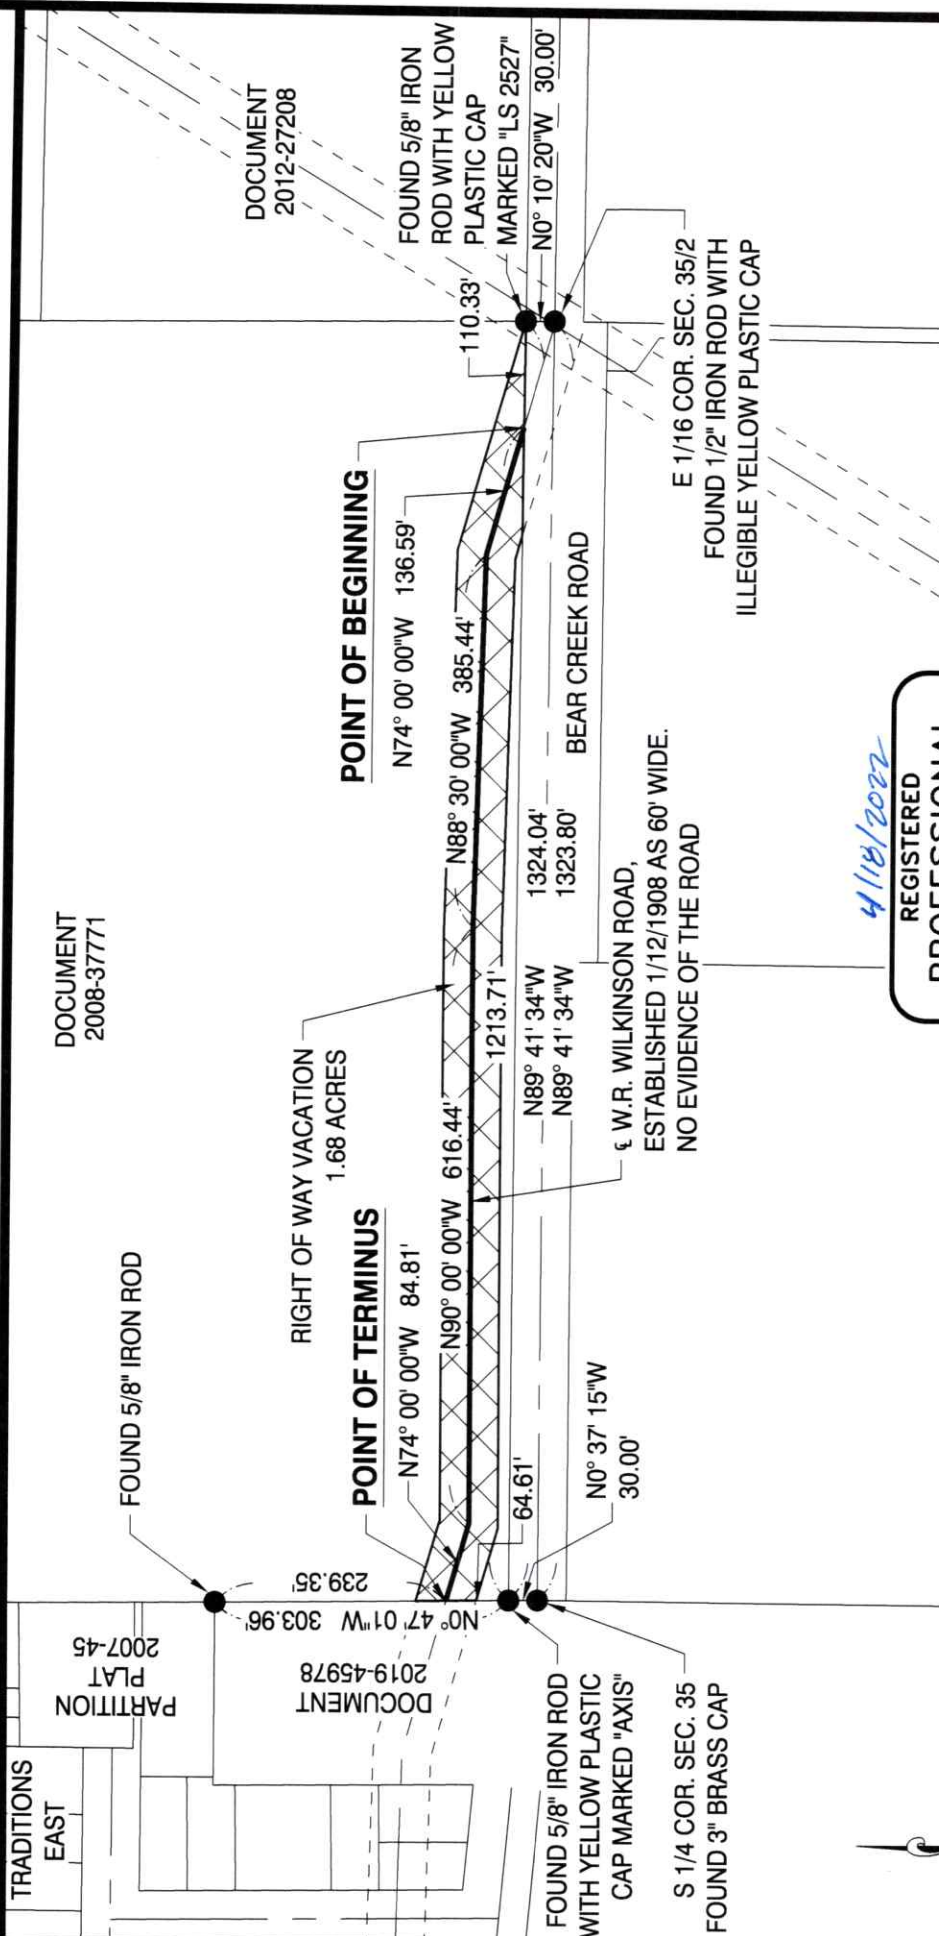 TRADITIONS
EAST
PARTITION
PLAT
2007-45
DOCUMENT
2019-45978
FOUND 5/8" IRON ROD
DOCUMENT
2008-37771
DOCUMENT
2012-27208
FOUND 5/8" IRON
ROD WITH YELLOW
PLASTIC CAP
MARKED "LS 2527"
N0° 10' 20"W 30.00'
110.33'
POINT OF BEGINNING
N74° 00' 00"W 136.59'
N88° 30' 00"W 385.44'
RIGHT OF WAY VACATION
1.68 ACRES
POINT OF TERMINUS
N74° 00' 00"W 84.81'
N90° 00' 00"W 616.44'
1213.71'
239.35'
N0° 47' 01"W 303.96'
64.61'
N89° 41' 34"W 1324.04'
N89° 41' 34"W 1323.80'
BEAR CREEK ROAD
N0° 37' 15"W
30.00'
℄ W.R. WILKINSON ROAD,
ESTABLISHED 1/12/1908 AS 60' WIDE.
NO EVIDENCE OF THE ROAD
E 1/16 COR. SEC. 35/2
FOUND 1/2" IRON ROD WITH
ILLEGIBLE YELLOW PLASTIC CAP
FOUND 5/8" IRON ROD
WITH YELLOW PLASTIC
CAP MARKED "AXIS"
S 1/4 COR. SEC. 35
FOUND 3" BRASS CAP
4/18/2022
REGISTERED
PROFESSIONAL